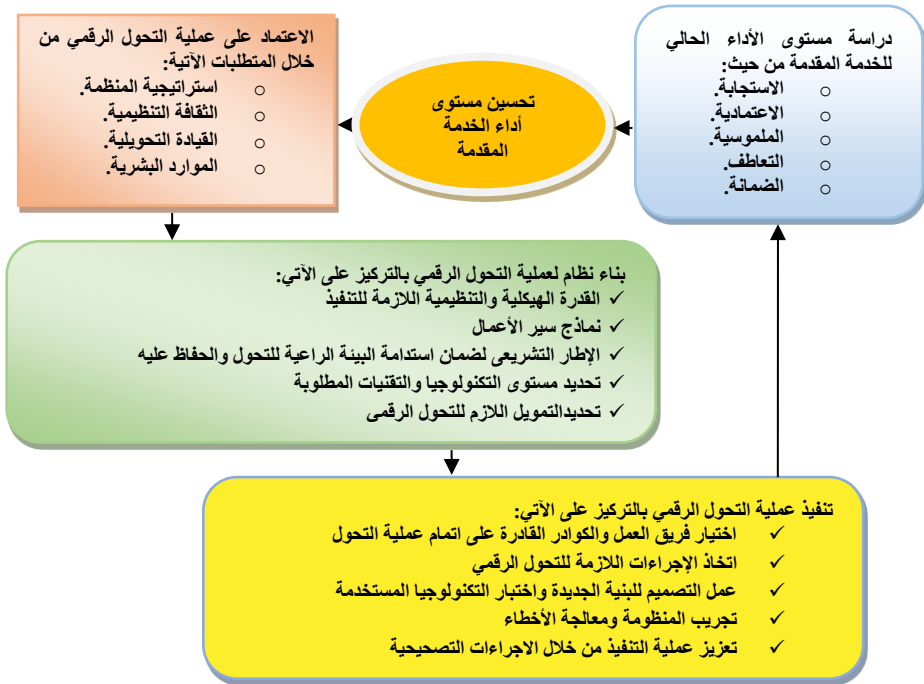 دراسة مستوى الأداء الحالي
للخدمة المقدمة من حيث:
o الاستجابة.
o الاعتمادية.
o الملموسية.
o التعاطف.
o الضمانة.
تحسين مستوى
أداء الخدمة
المقدمة
الاعتماد على عملية التحول الرقمي من
خلال المتطلبات الآتية:
o استراتيجية المنظمة.
o الثقافة التنظيمية.
o القيادة التحويلية.
o الموارد البشرية.
بناء نظام لعملية التحول الرقمي بالتركيز على الآتي:
✓ القدرة الهيكلية والتنظيمية اللازمة للتنفيذ
✓ نماذج سير الأعمال
✓ الإطار التشريعى لضمان استدامة البيئة الراعية للتحول والحفاظ عليه
✓ تحديد مستوى التكنولوجيا والتقنيات المطلوبة
✓ تحديدالتمويل اللازم للتحول الرقمى
تنفيذ عملية التحول الرقمي بالتركيز على الآتي:
✓ اختيار فريق العمل والكوادر القادرة على اتمام عملية التحول
✓ اتخاذ الإجراءات اللازمة للتحول الرقمي
✓ عمل التصميم للبنية الجديدة واختبار التكنولوجيا المستخدمة
✓ تجريب المنظومة ومعالجة الأخطاء
✓ تعزيز عملية التنفيذ من خلال الاجراءات التصحيحية